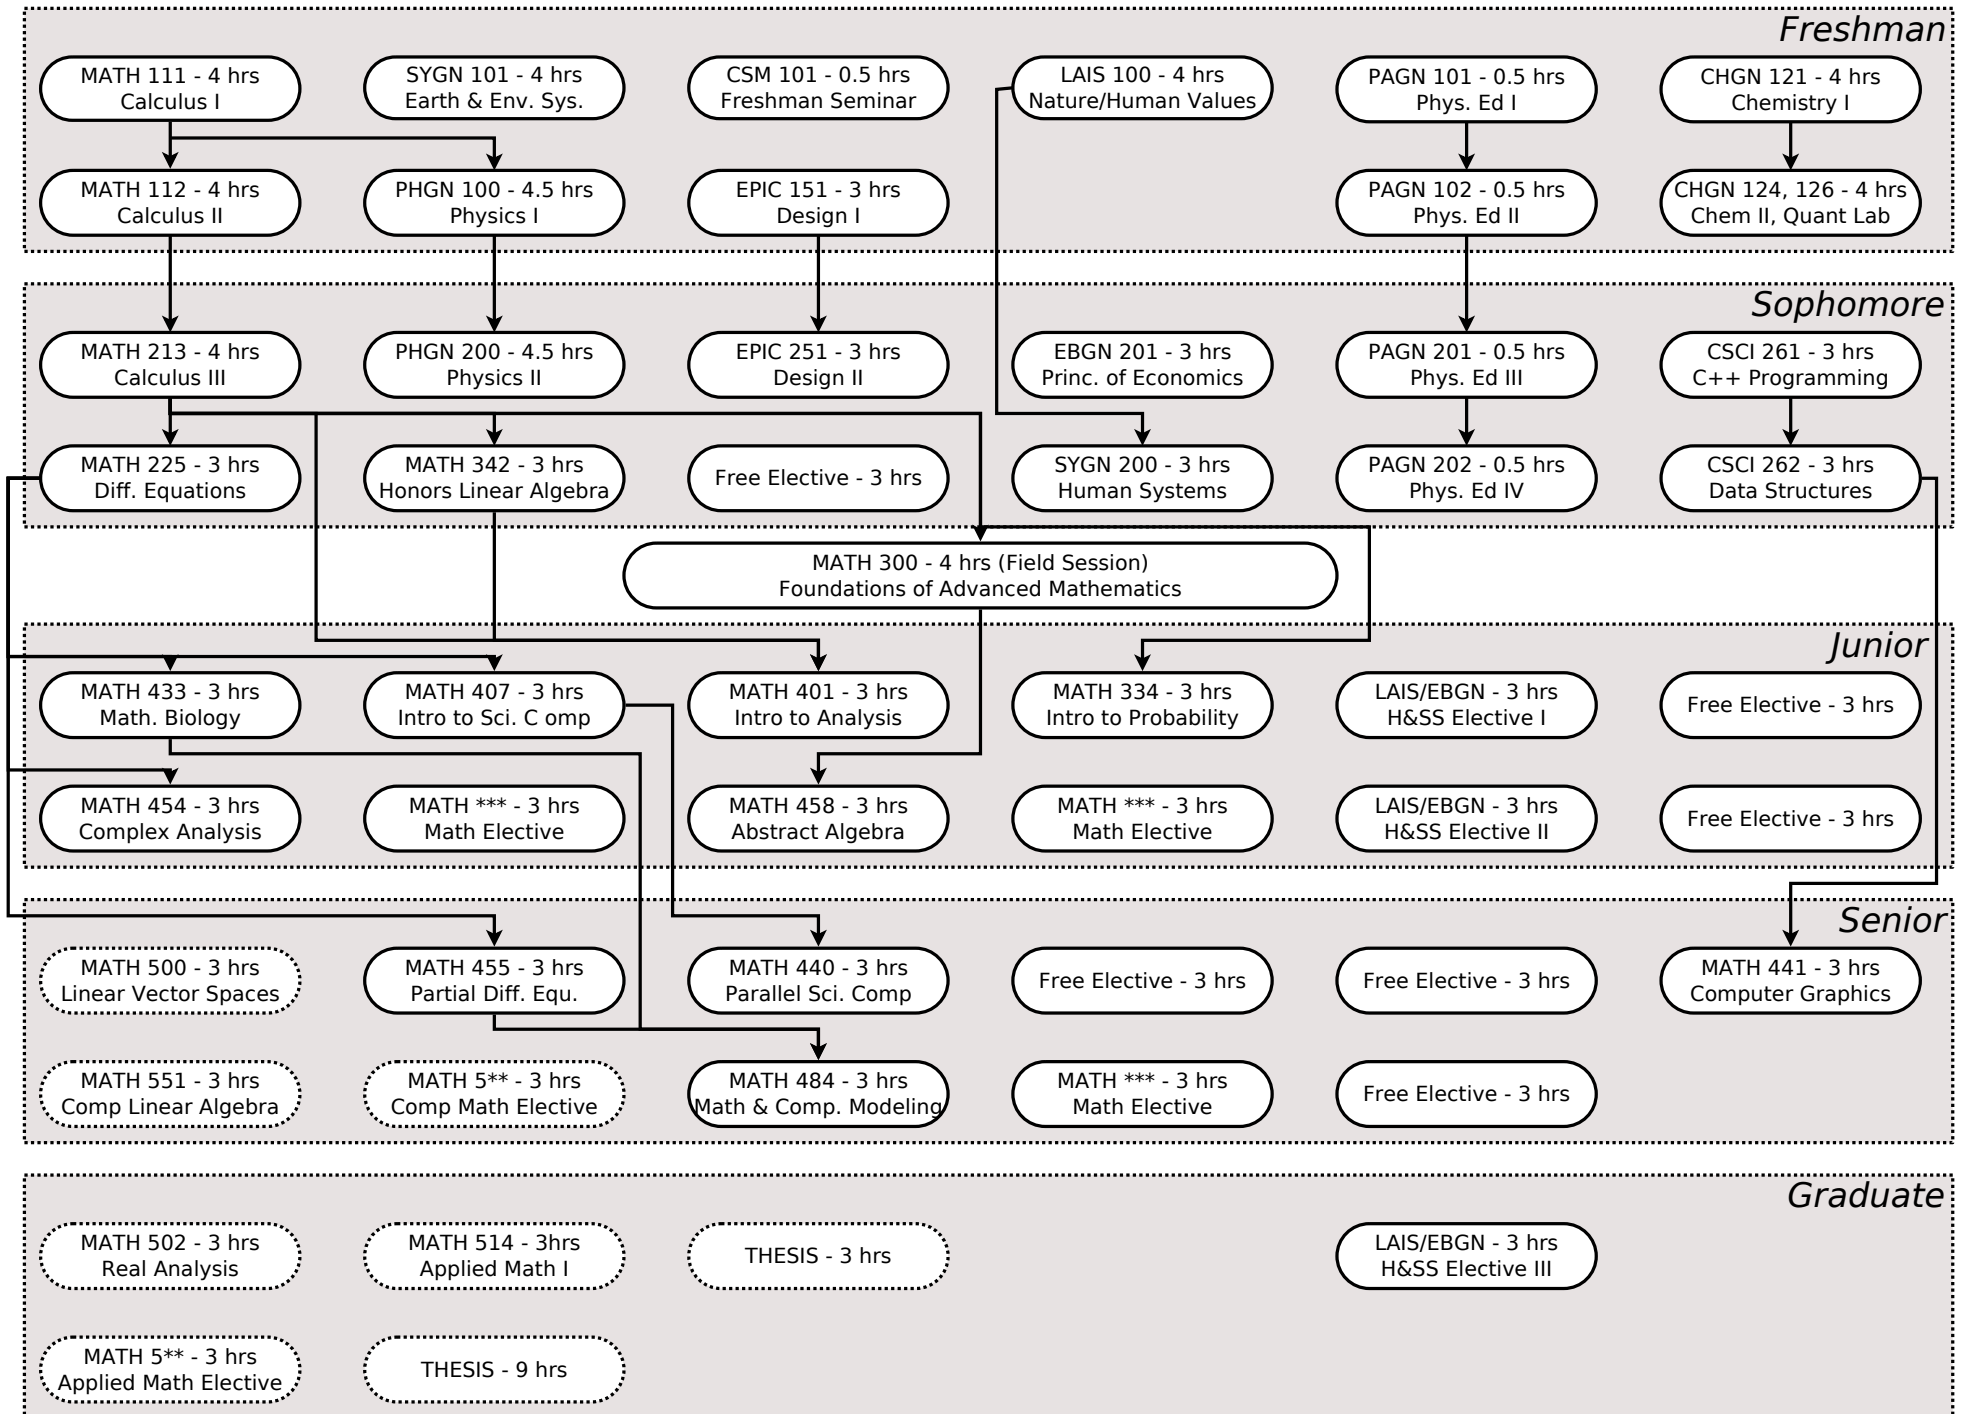 Freshman
MATH 111 - 4 hrs
Calculus I
SYGN 101 - 4 hrs
Earth & Env. Sys.
CSM 101 - 0.5 hrs
Freshman Seminar
LAIS 100 - 4 hrs
Nature/Human Values
PAGN 101 - 0.5 hrs
Phys. Ed I
CHGN 121 - 4 hrs
Chemistry I
MATH 112 - 4 hrs
Calculus II
PHGN 100 - 4.5 hrs
Physics I
EPIC 151 - 3 hrs
Design I
PAGN 102 - 0.5 hrs
Phys. Ed II
CHGN 124, 126 - 4 hrs
Chem II, Quant Lab
Sophomore
MATH 213 - 4 hrs
Calculus III
PHGN 200 - 4.5 hrs
Physics II
EPIC 251 - 3 hrs
Design II
EBGN 201 - 3 hrs
Princ. of Economics
PAGN 201 - 0.5 hrs
Phys. Ed III
CSCI 261 - 3 hrs
C++ Programming
MATH 225 - 3 hrs
Diff. Equations
MATH 342 - 3 hrs
Honors Linear Algebra
Free Elective - 3 hrs
SYGN 200 - 3 hrs
Human Systems
PAGN 202 - 0.5 hrs
Phys. Ed IV
CSCI 262 - 3 hrs
Data Structures
MATH 300 - 4 hrs (Field Session)
Foundations of Advanced Mathematics
Junior
MATH 433 - 3 hrs
Math. Biology
MATH 407 - 3 hrs
Intro to Sci. C omp
MATH 401 - 3 hrs
Intro to Analysis
MATH 334 - 3 hrs
Intro to Probability
LAIS/EBGN - 3 hrs
H&SS Elective I
Free Elective - 3 hrs
MATH 454 - 3 hrs
Complex Analysis
MATH *** - 3 hrs
Math Elective
MATH 458 - 3 hrs
Abstract Algebra
MATH *** - 3 hrs
Math Elective
LAIS/EBGN - 3 hrs
H&SS Elective II
Free Elective - 3 hrs
Senior
MATH 500 - 3 hrs
Linear Vector Spaces
MATH 455 - 3 hrs
Partial Diff. Equ.
MATH 440 - 3 hrs
Parallel Sci. Comp
Free Elective - 3 hrs
Free Elective - 3 hrs
MATH 441 - 3 hrs
Computer Graphics
MATH 551 - 3 hrs
Comp Linear Algebra
MATH 5** - 3 hrs
Comp Math Elective
MATH 484 - 3 hrs
Math & Comp. Modeling
MATH *** - 3 hrs
Math Elective
Free Elective - 3 hrs
Graduate
MATH 502 - 3 hrs
Real Analysis
MATH 514 - 3hrs
Applied Math I
THESIS - 3 hrs
LAIS/EBGN - 3 hrs
H&SS Elective III
MATH 5** - 3 hrs
Applied Math Elective
THESIS - 9 hrs